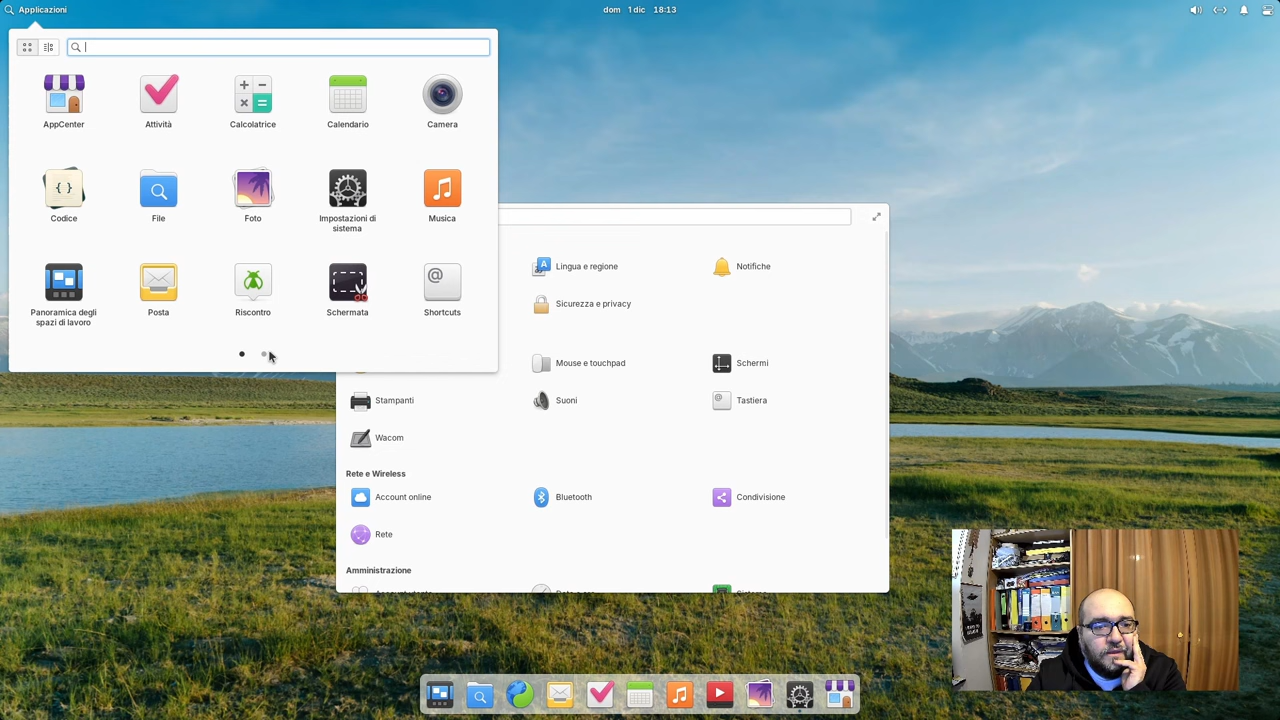 Applicazioni
dom 1 dic 18:13
AppCenter
Attività
Calcolatrice
Calendario
Camera
Codice
File
Foto
Impostazioni di
sistema
Musica
Panoramica degli
spazi di lavoro
Posta
Riscontro
Schermata
Shortcuts
Lingua e regione
Notifiche
Sicurezza e privacy
Mouse e touchpad
Schermi
Stampanti
Suoni
Tastiera
Wacom
Rete e Wireless
Account online
Bluetooth
Condivisione
Rete
Amministrazione